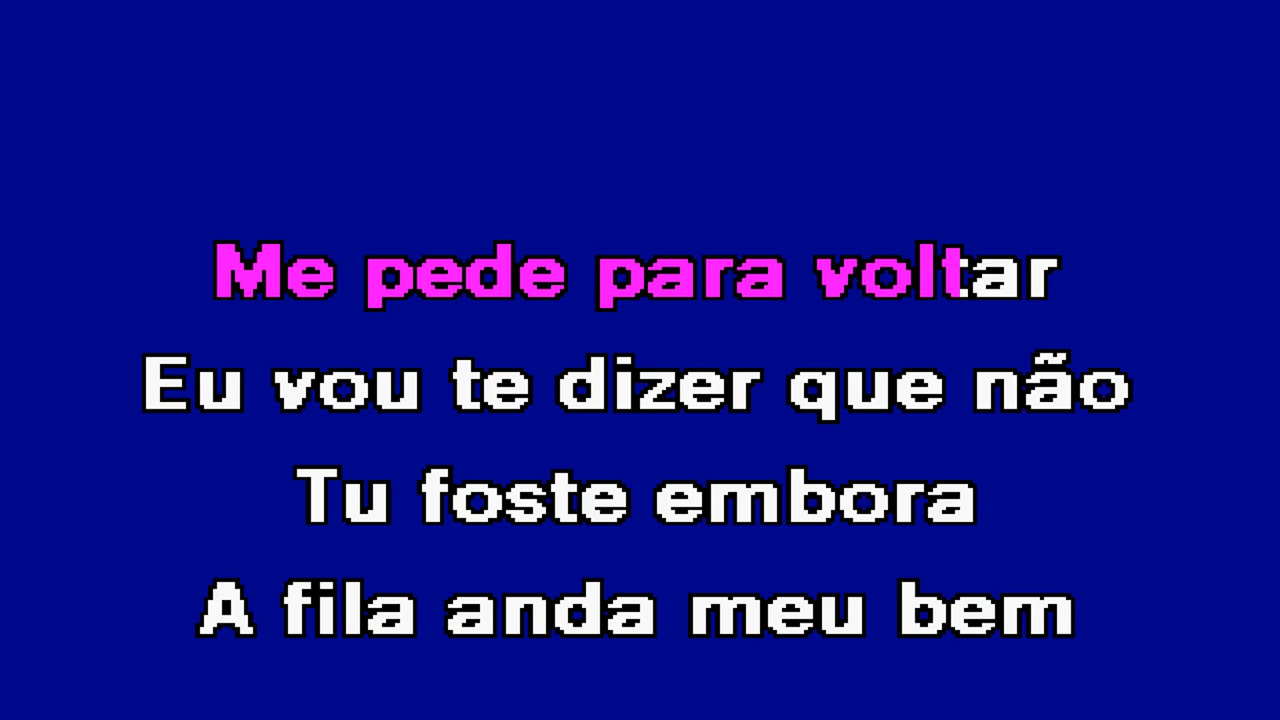 Me pede para voltar
Eu vou te dizer que não
Tu foste embora
A fila anda meu bem